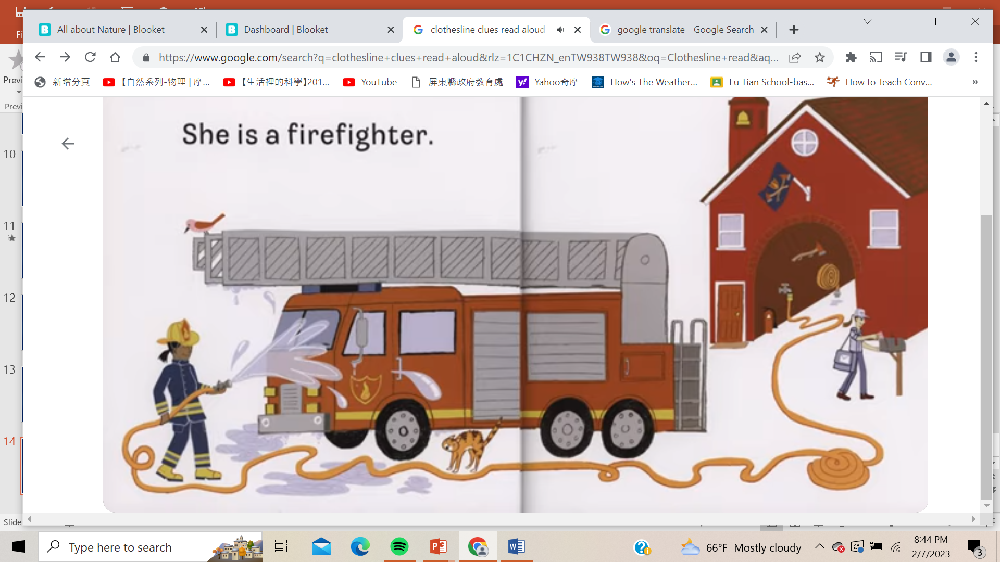 Fi
Previ
Previ
10
11
12
13
14
Slide
All about Nature | Blooket
Dashboard | Blooket
clothesline clues read aloud
google translate - Google Search
https://www.google.com/search?q=clothesline+clues+read+aloud&rlz=1C1CHZN_enTW938TW938&oq=Clothesline+read&aq...
新增分頁
【自然系列-物理 | 摩...
【生活裡的科學】201...
YouTube
屏東縣政府教育處
Yahoo奇摩
How's The Weather...
Fu Tian School-bas...
How to Teach Conv...
»
She is a firefighter.
Type here to search
66°F Mostly cloudy
8:44 PM
2/7/2023
3